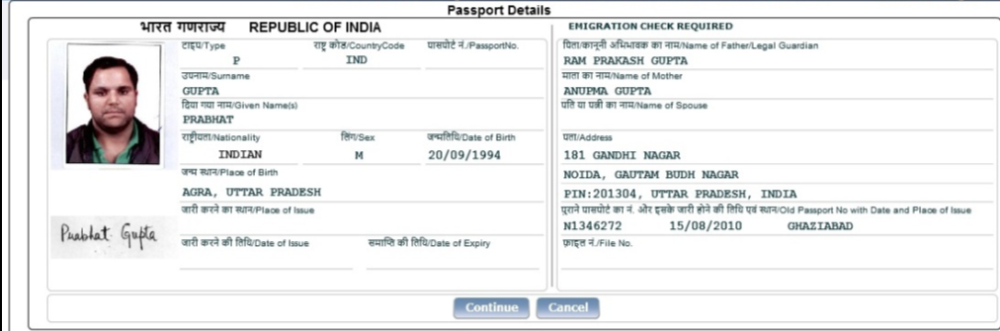 Passport Details
भारत गणराज्य REPUBLIC OF INDIA
टाइप/Type राष्ट्र कोड/CountryCode पासपोर्ट नं./PassportNo.
P IND
उपनाम/Surname
GUPTA
दिया गया नाम/Given Name(s)
PRABHAT
राष्ट्रीयता/Nationality लिंग/Sex जन्मतिथि/Date of Birth
INDIAN M 20/09/1994
जन्म स्थान/Place of Birth
AGRA, UTTAR PRADESH
जारी करने का स्थान/Place of Issue
Prabhat Gupta
जारी करने की तिथि/Date of Issue समाप्ति की तिथि/Date of Expiry
EMIGRATION CHECK REQUIRED
पिता/कानूनी अभिभावक का नाम/Name of Father/Legal Guardian
RAM PRAKASH GUPTA
माता का नाम/Name of Mother
ANUPMA GUPTA
पति या पत्नी का नाम/Name of Spouse
पता/Address
181 GANDHI NAGAR
NOIDA, GAUTAM BUDH NAGAR
PIN:201304, UTTAR PRADESH, INDIA
पुराने पासपोर्ट का नं. और इसके जारी होने की तिथि एवं स्थान/Old Passport No with Date and Place of Issue
N1346272 15/08/2010 GHAZIABAD
फ़ाइल नं./File No.
Continue Cancel